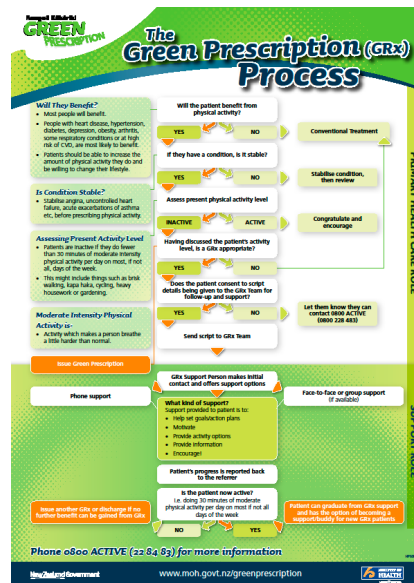 GREEN
PRESCRIPTION
The
Green Prescription (GRx)
Process
Will They Benefit?
• Most people will benefit.
• People with heart disease, hypertension,
diabetes, depression, obesity, arthritis,
some respiratory conditions or at high
risk of CVD, are most likely to benefit.
• Patients should be able to increase the
amount of physical activity they do and
be willing to change their lifestyle.
Is Condition Stable?
• Stabilise angina, uncontrolled heart
failure, acute exacerbations of asthma
etc, before prescribing physical activity.
Assessing Present Activity Level
• Patients are inactive if they do fewer
than 30 minutes of moderate intensity
physical activity per day on most, if not
all, days of the week.
• This might include things such as brisk
walking, kapa haka, cycling, heavy
housework or gardening.
Moderate Intensity Physical
Activity is-
• Activity which makes a person breathe
a little harder than normal.
Will the patient benefit from
physical activity?
YES
NO
Conventional Treatment
If they have a condition, is it stable?
YES
NO
Stabilise condition,
then review
Assess present physical activity level
INACTIVE
ACTIVE
Congratulate and
encourage
Having discussed the patient's activity
level, is a GRx appropriate?
YES
NO
Does the patient consent to script
details being given to the GRx Team for
follow-up and support?
YES
NO
Let them know they can
contact 0800 ACTIVE
(0800 228 483)
Send script to GRx Team
Issue Green Prescription
GRx Support Person makes initial
contact and offers support options
Phone support
Face-to-face or group support
(if available)
What kind of Support?
Support provided to patient is to:
• Help set goals/action plans
• Motivate
• Provide activity options
• Provide information
• Encourage!
Patient's progress is reported back
to the referrer
Is the patient now active?
i.e. doing 30 minutes of moderate
physical activity per day on most if not all
days of the week
NO
YES
Issue another GRx or discharge if no
further benefit can be gained from GRx
Patient can graduate from GRx support
and has the option of becoming a
support/buddy for new GRx patients
Phone 0800 ACTIVE (22 84 83) for more information
New Zealand Government
www.moh.govt.nz/greenprescription
MINISTRY OF
HEALTH